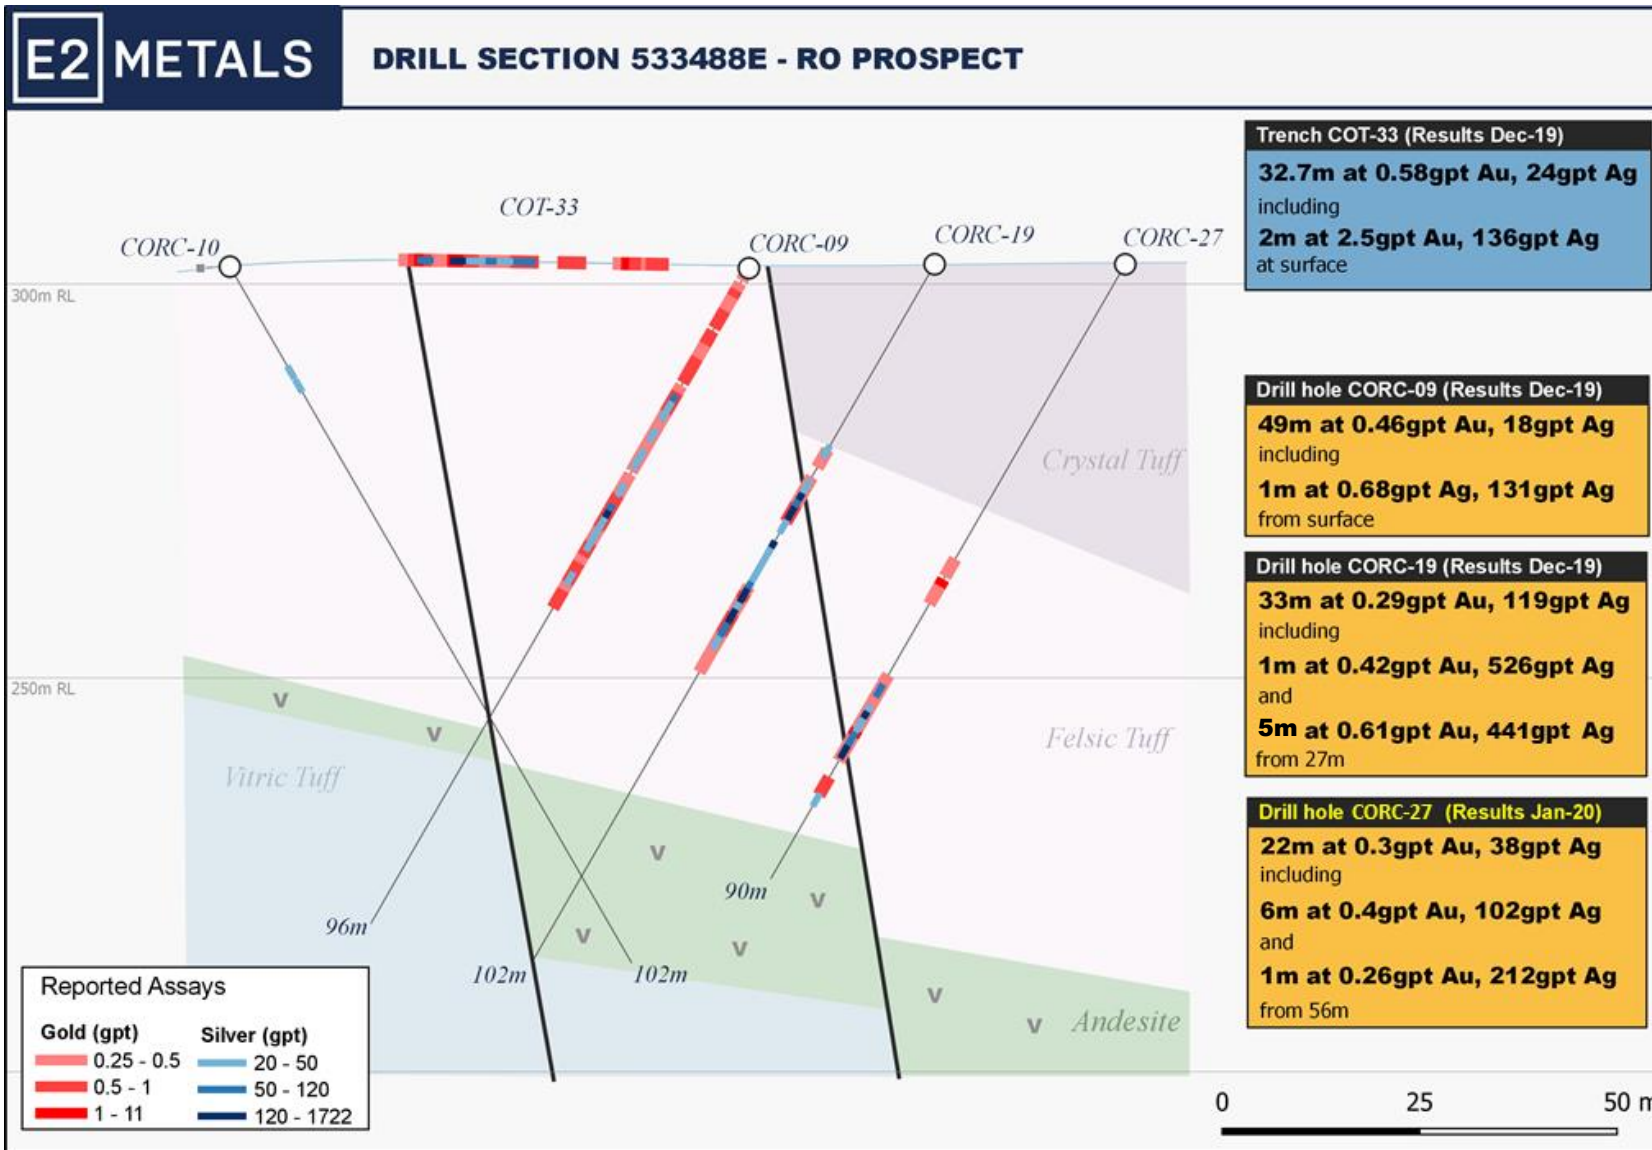 E2 METALS
DRILL SECTION 533488E - RO PROSPECT
COT-33
CORC-10
CORC-09
CORC-19
CORC-27
300m RL
250m RL
Crystal Tuff
Felsic Tuff
Vitric Tuff
Andesite
v
v
v
v
v
v
v
v
96m
102m
102m
90m
Trench COT-33 (Results Dec-19)
32.7m at 0.58gpt Au, 24gpt Ag
including
2m at 2.5gpt Au, 136gpt Ag
at surface
Drill hole CORC-09 (Results Dec-19)
49m at 0.46gpt Au, 18gpt Ag
including
1m at 0.68gpt Ag, 131gpt Ag
from surface
Drill hole CORC-19 (Results Dec-19)
33m at 0.29gpt Au, 119gpt Ag
including
1m at 0.42gpt Au, 526gpt Ag
and
5m at 0.61gpt Au, 441gpt Ag
from 27m
Drill hole CORC-27 (Results Jan-20)
22m at 0.3gpt Au, 38gpt Ag
including
6m at 0.4gpt Au, 102gpt Ag
and
1m at 0.26gpt Au, 212gpt Ag
from 56m
Reported Assays
Gold (gpt) Silver (gpt)
0.25 - 0.5 20 - 50
0.5 - 1 50 - 120
1 - 11 120 - 1722
0 25 50 m